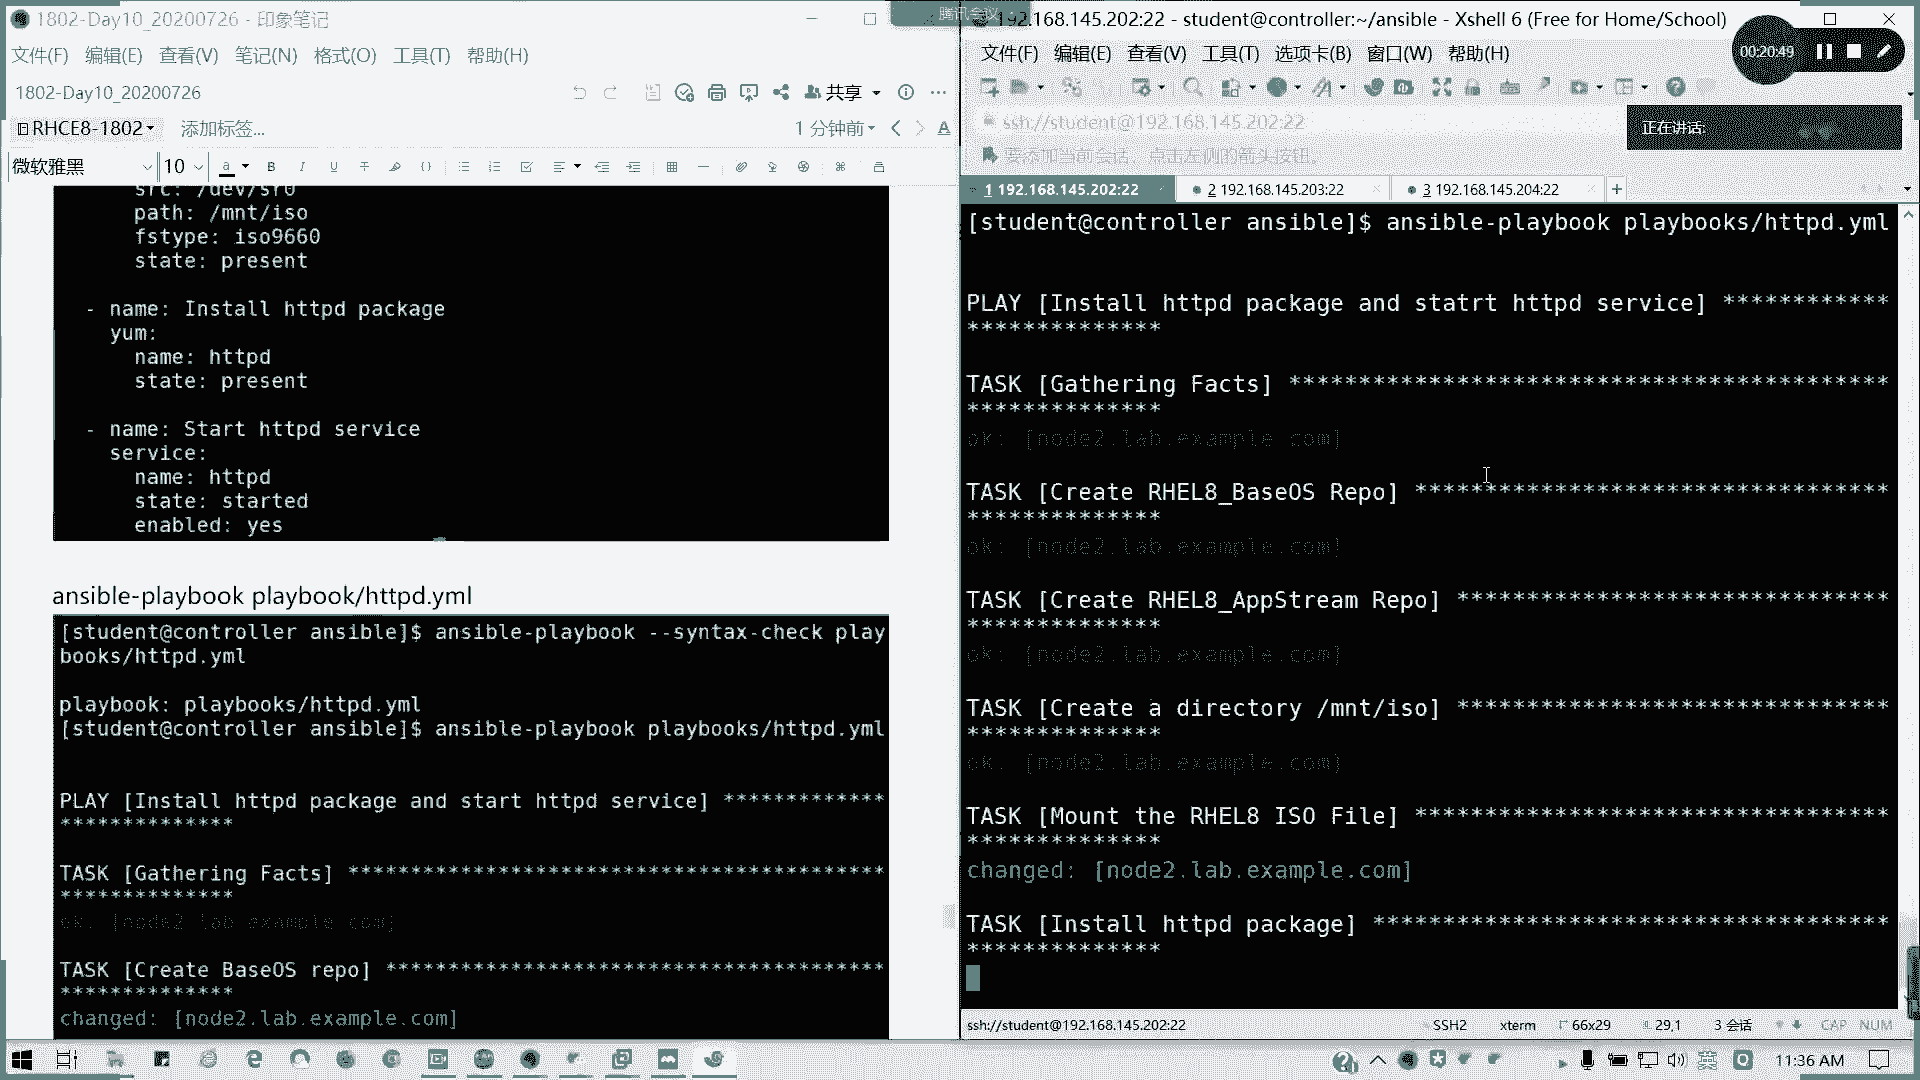 1802-Day10_20200726 - 印象笔记
文件(F) 编辑(E) 查看(V) 笔记(N) 格式(O) 工具(T) 帮助(H)
1802-Day10_20200726
共享
RHCE8-1802
添加标签...
1 分钟前
微软雅黑
10
src: /dev/sr0
path: /mnt/iso
fstype: iso9660
state: present
- name: Install httpd package
yum:
name: httpd
state: present
- name: Start httpd service
service:
name: httpd
state: started
enabled: yes
ansible-playbook playbook/httpd.yml
[student@controller ansible]$ ansible-playbook --syntax-check play
books/httpd.yml
playbook: playbooks/httpd.yml
[student@controller ansible]$ ansible-playbook playbooks/httpd.yml
PLAY [Install httpd package and start httpd service] *************
**************
TASK [Gathering Facts] *******************************************
**************
ok: [node2.lab.example.com]
TASK [Create BaseOS repo] ****************************************
**************
changed: [node2.lab.example.com]
腾讯会议
192.168.145.202:22 - student@controller:~/ansible - Xshell 6 (Free for Home/School)
00:20:49
文件(F) 编辑(E) 查看(V) 工具(T) 选项卡(B) 窗口(W) 帮助(H)
ssh://student@192.168.145.202:22
正在讲话:
要添加当前会话，点击左侧的箭头按钮。
1 192.168.145.202:22
2 192.168.145.203:22
3 192.168.145.204:22
[student@controller ansible]$ ansible-playbook playbooks/httpd.yml
PLAY [Install httpd package and statrt httpd service] ************
**************
TASK [Gathering Facts] *******************************************
**************
ok: [node2.lab.example.com]
TASK [Create RHEL8_BaseOS Repo] **********************************
**************
ok: [node2.lab.example.com]
TASK [Create RHEL8_AppStream Repo] *******************************
**************
ok: [node2.lab.example.com]
TASK [Create a directory /mnt/iso] *******************************
**************
ok: [node2.lab.example.com]
TASK [Mount the RHEL8 ISO File] **********************************
**************
changed: [node2.lab.example.com]
TASK [Install httpd package] *************************************
**************
ssh://student@192.168.145.202:22
SSH2
xterm
66x29
29,1
3 会话
CAP NUM
英
11:36 AM